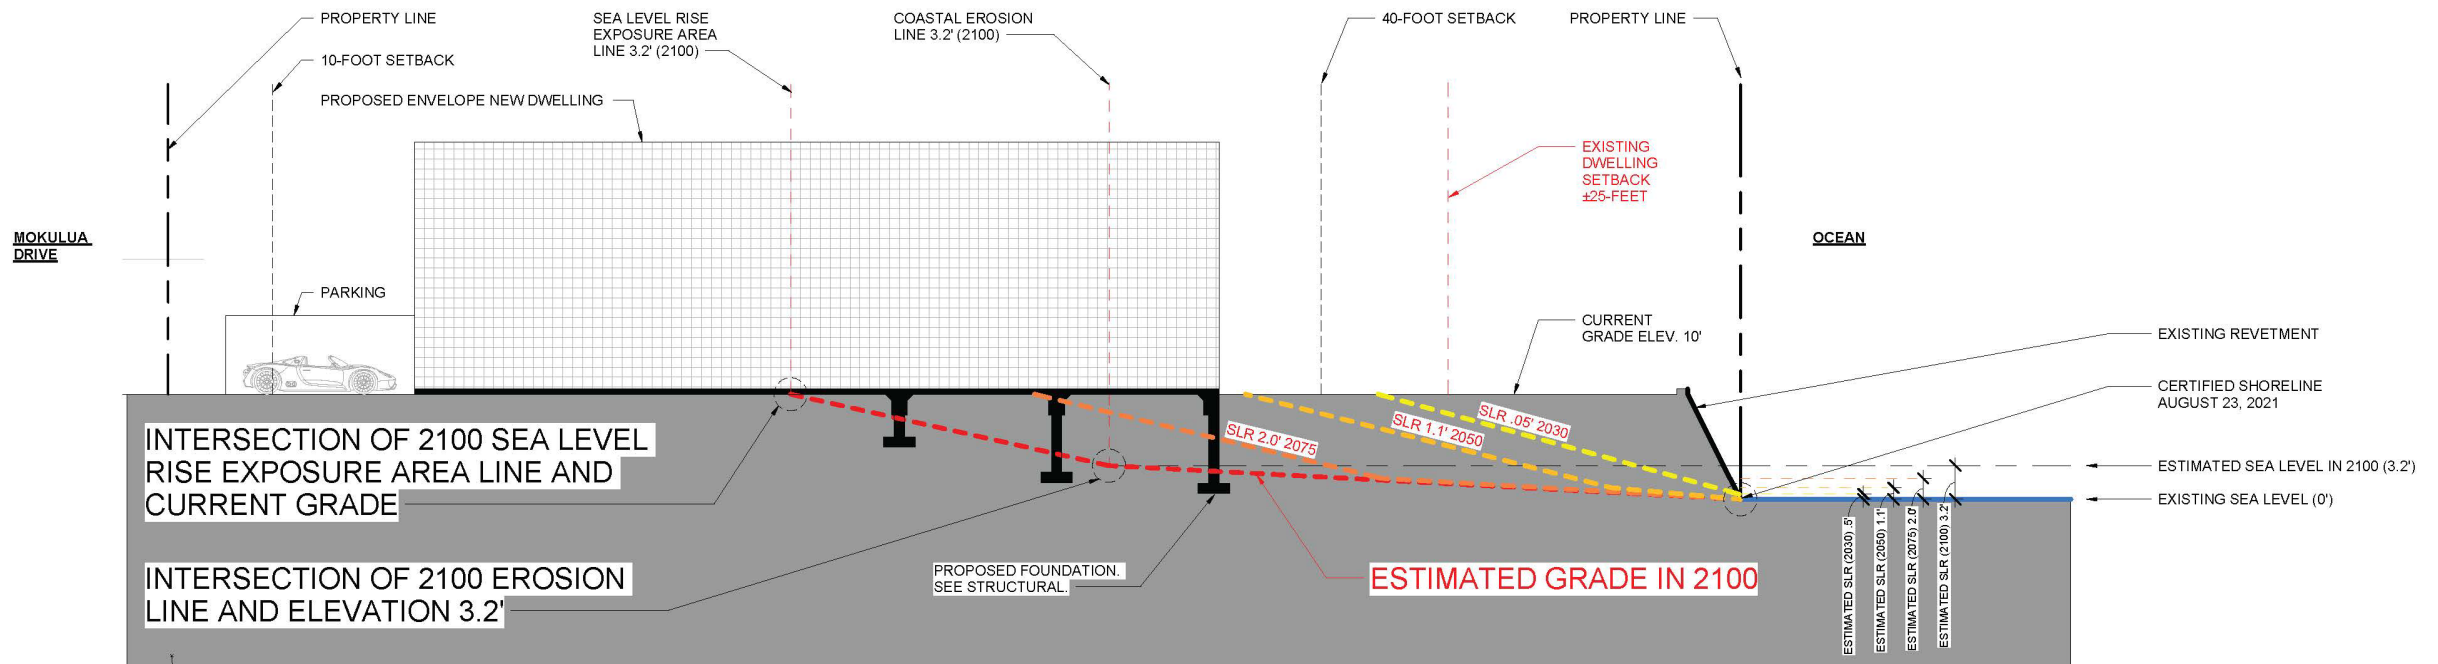 PROPERTY LINE
10-FOOT SETBACK
PROPOSED ENVELOPE NEW DWELLING
SEA LEVEL RISE
EXPOSURE AREA
LINE 3.2' (2100)
COASTAL EROSION
LINE 3.2' (2100)
40-FOOT SETBACK
PROPERTY LINE
EXISTING
DWELLING
SETBACK
±25-FEET
MOKULUA
DRIVE
OCEAN
PARKING
CURRENT
GRADE ELEV. 10'
EXISTING REVETMENT
CERTIFIED SHORELINE
AUGUST 23, 2021
SLR 2.0' 2075
SLR 1.1' 2050
SLR .05' 2030
ESTIMATED SEA LEVEL IN 2100 (3.2')
EXISTING SEA LEVEL (0')
INTERSECTION OF 2100 SEA LEVEL
RISE EXPOSURE AREA LINE AND
CURRENT GRADE
INTERSECTION OF 2100 EROSION
LINE AND ELEVATION 3.2'
PROPOSED FOUNDATION.
SEE STRUCTURAL.
ESTIMATED GRADE IN 2100
ESTIMATED SLR (2030) .5'
ESTIMATED SLR (2050) 1.1'
ESTIMATED SLR (2075) 2.0'
ESTIMATED SLR (2100) 3.2'